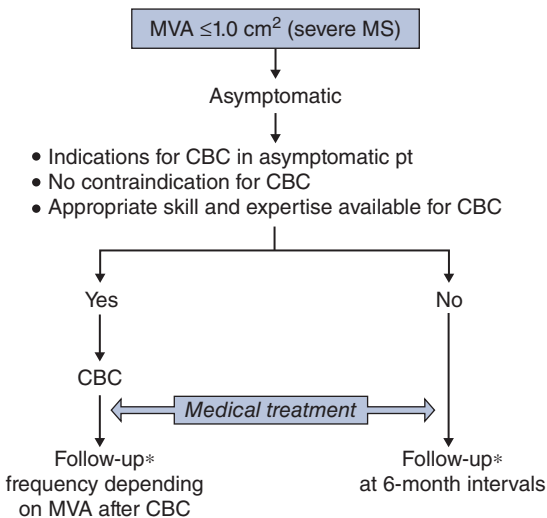 MVA ≤1.0 cm² (severe MS)
Asymptomatic
• Indications for CBC in asymptomatic pt
• No contraindication for CBC
• Appropriate skill and expertise available for CBC
Yes
No
CBC
Medical treatment
Follow-up*
frequency depending
on MVA after CBC
Follow-up*
at 6-month intervals